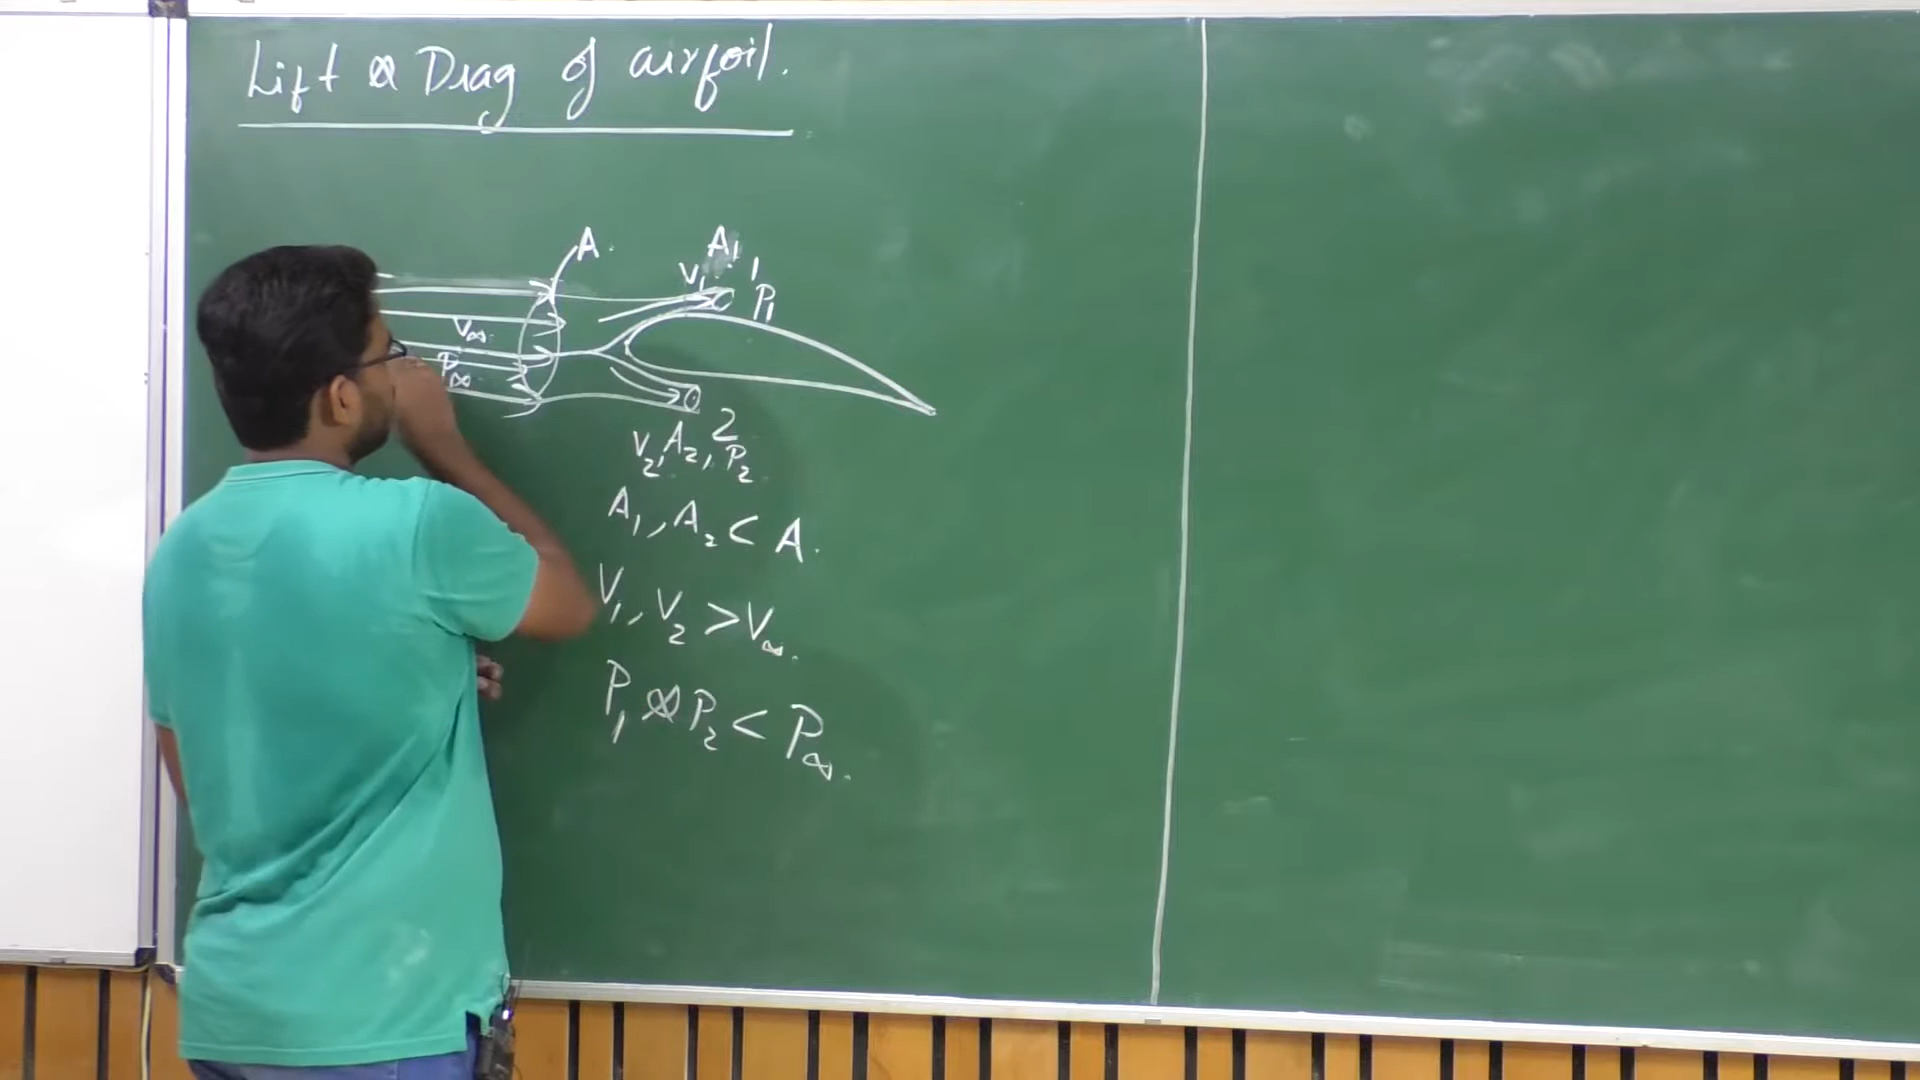 Lift & Drag of airfoil.
A.
A1
V1
1
P1
V∞.
P∞.
2
V2, A2, P2.
A1, A2 < A.
V1, V2 > V∞.
P1 & P2 < P∞.